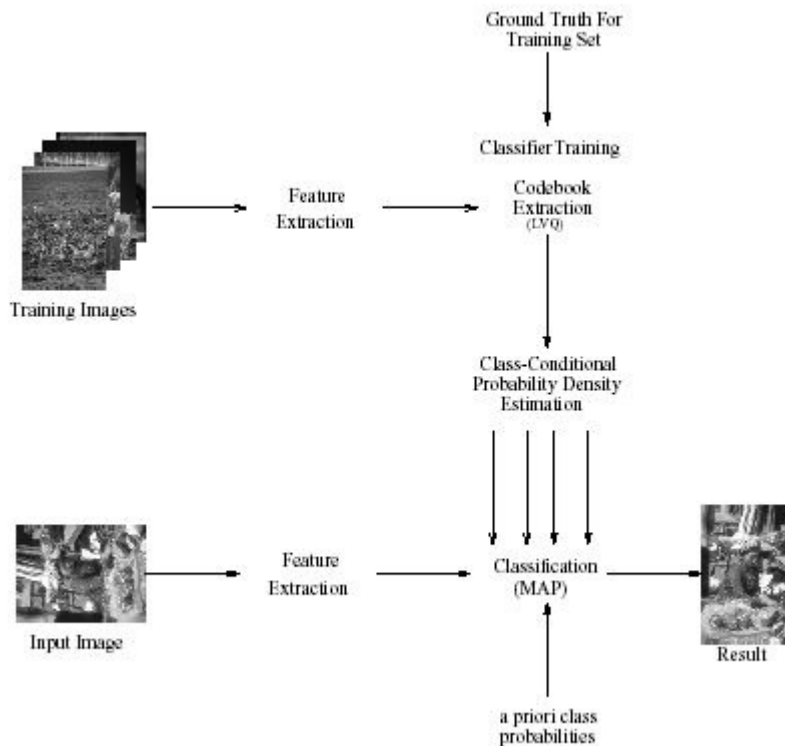 Ground Truth For
Training Set
Classifier Training
Feature
Extraction
Codebook
Extraction
(LVQ)
Training Images
Class-Conditional
Probability Density
Estimation
Feature
Extraction
Classification
(MAP)
Input Image
Result
a priori class
probabilities